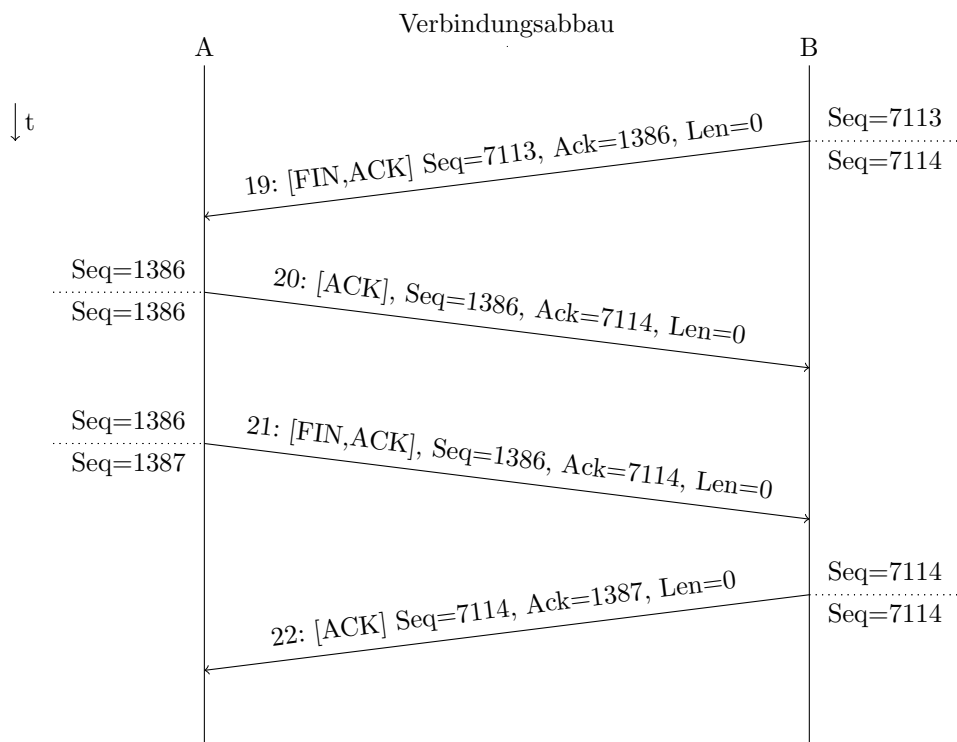 Verbindungsabbau
A
B
t
Seq=7113
19: [FIN,ACK] Seq=7113, Ack=1386, Len=0
Seq=7114
Seq=1386
20: [ACK], Seq=1386, Ack=7114, Len=0
Seq=1386
Seq=1386
21: [FIN,ACK], Seq=1386, Ack=7114, Len=0
Seq=1387
Seq=7114
22: [ACK] Seq=7114, Ack=1387, Len=0
Seq=7114